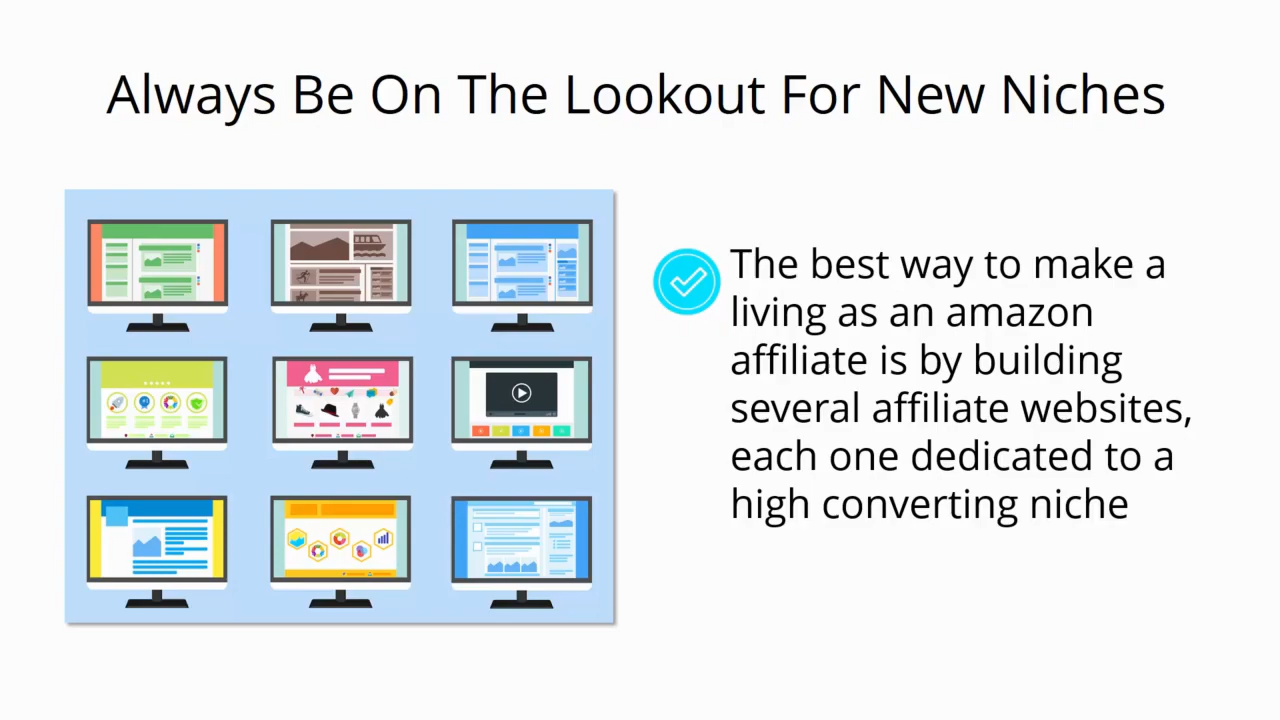 Always Be On The Lookout For New Niches
The best way to make a
living as an amazon
affiliate is by building
several affiliate websites,
each one dedicated to a
high converting niche